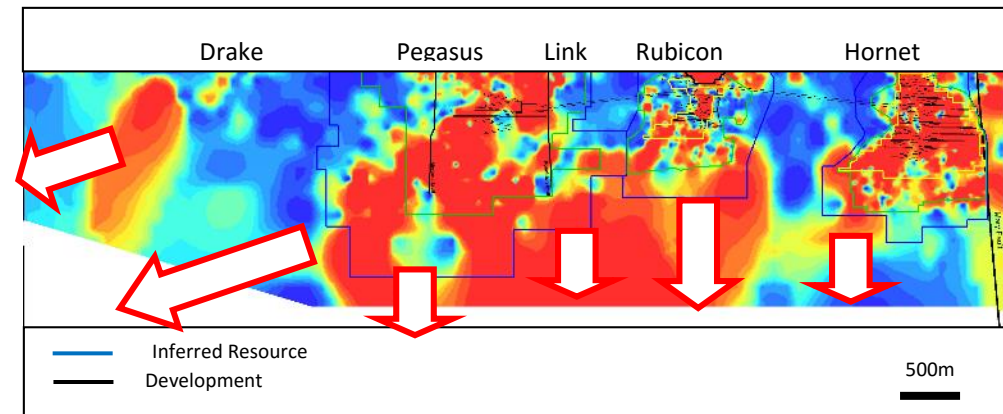 Drake Pegasus Link Rubicon Hornet
Inferred Resource
Development
500m